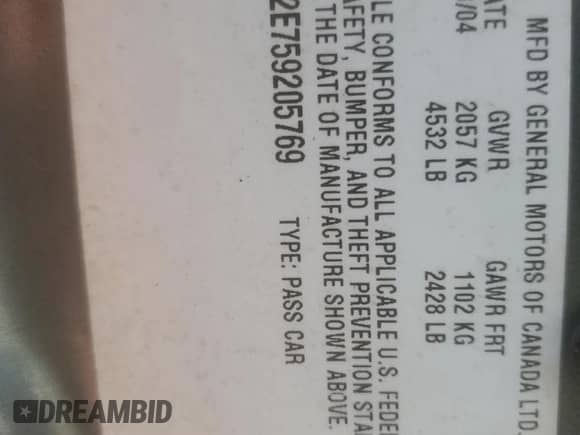 MFD BY GENERAL MOTORS OF CANADA LTD.
ATE GVWR GAWR FRT
/04 2057 KG 1102 KG
4532 LB 2428 LB
LE CONFORMS TO ALL APPLICABLE U.S. FEDE
AFETY, BUMPER, AND THEFT PREVENTION STA
THE DATE OF MANUFACTURE SHOWN ABOVE.
2E759205769 TYPE: PASS CAR
DREAMBID